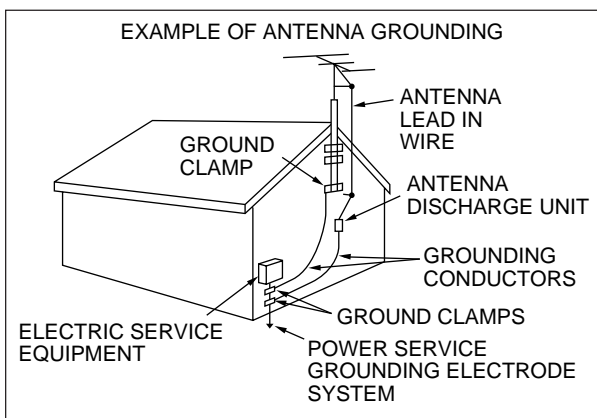 EXAMPLE OF ANTENNA GROUNDING
ANTENNA
LEAD IN
WIRE
GROUND
CLAMP
ANTENNA
DISCHARGE UNIT
GROUNDING
CONDUCTORS
GROUND CLAMPS
ELECTRIC SERVICE
EQUIPMENT
POWER SERVICE
GROUNDING ELECTRODE
SYSTEM